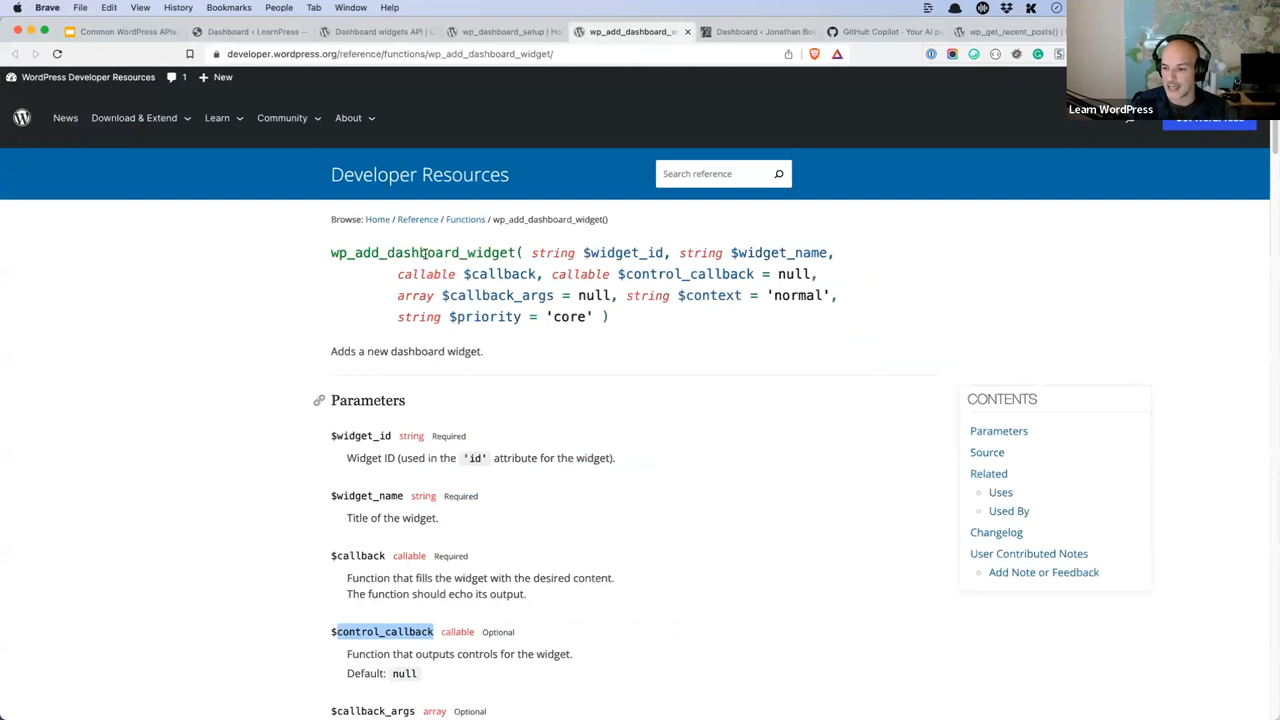 Brave File Edit View History Bookmarks People Tab Window Help
Common WordPress APIs
Dashboard ‹ LearnPress —
Dashboard widgets API |
wp_dashboard_setup | Ho
wp_add_dashboard_w
Dashboard ‹ Jonathan Bos
GitHub Copilot · Your AI p
wp_get_recent_posts() |
developer.wordpress.org/reference/functions/wp_add_dashboard_widget/
WordPress Developer Resources 1 New
Learn WordPress
News Download & Extend Learn Community About
Developer Resources
Search reference
Browse: Home / Reference / Functions / wp_add_dashboard_widget()
wp_add_dashboard_widget( string $widget_id, string $widget_name,
callable $callback, callable $control_callback = null,
array $callback_args = null, string $context = 'normal',
string $priority = 'core' )
Adds a new dashboard widget.
Parameters
$widget_id string Required
Widget ID (used in the 'id' attribute for the widget).
$widget_name string Required
Title of the widget.
$callback callable Required
Function that fills the widget with the desired content.
The function should echo its output.
$control_callback callable Optional
Function that outputs controls for the widget.
Default: null
$callback_args array Optional
CONTENTS
Parameters
Source
Related
Uses
Used By
Changelog
User Contributed Notes
Add Note or Feedback